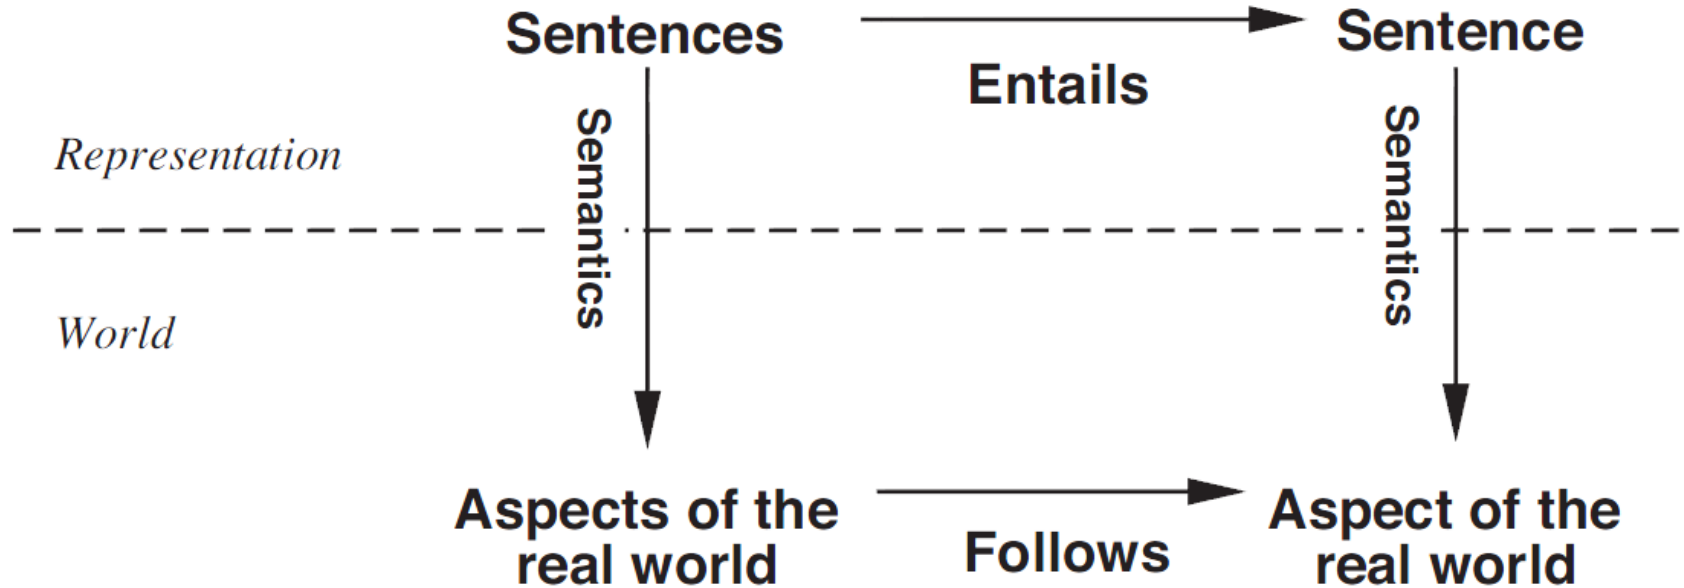 Sentences
Sentence
Entails
Semantics
Semantics
Representation
World
Aspects of the
real world
Follows
Aspect of the
real world